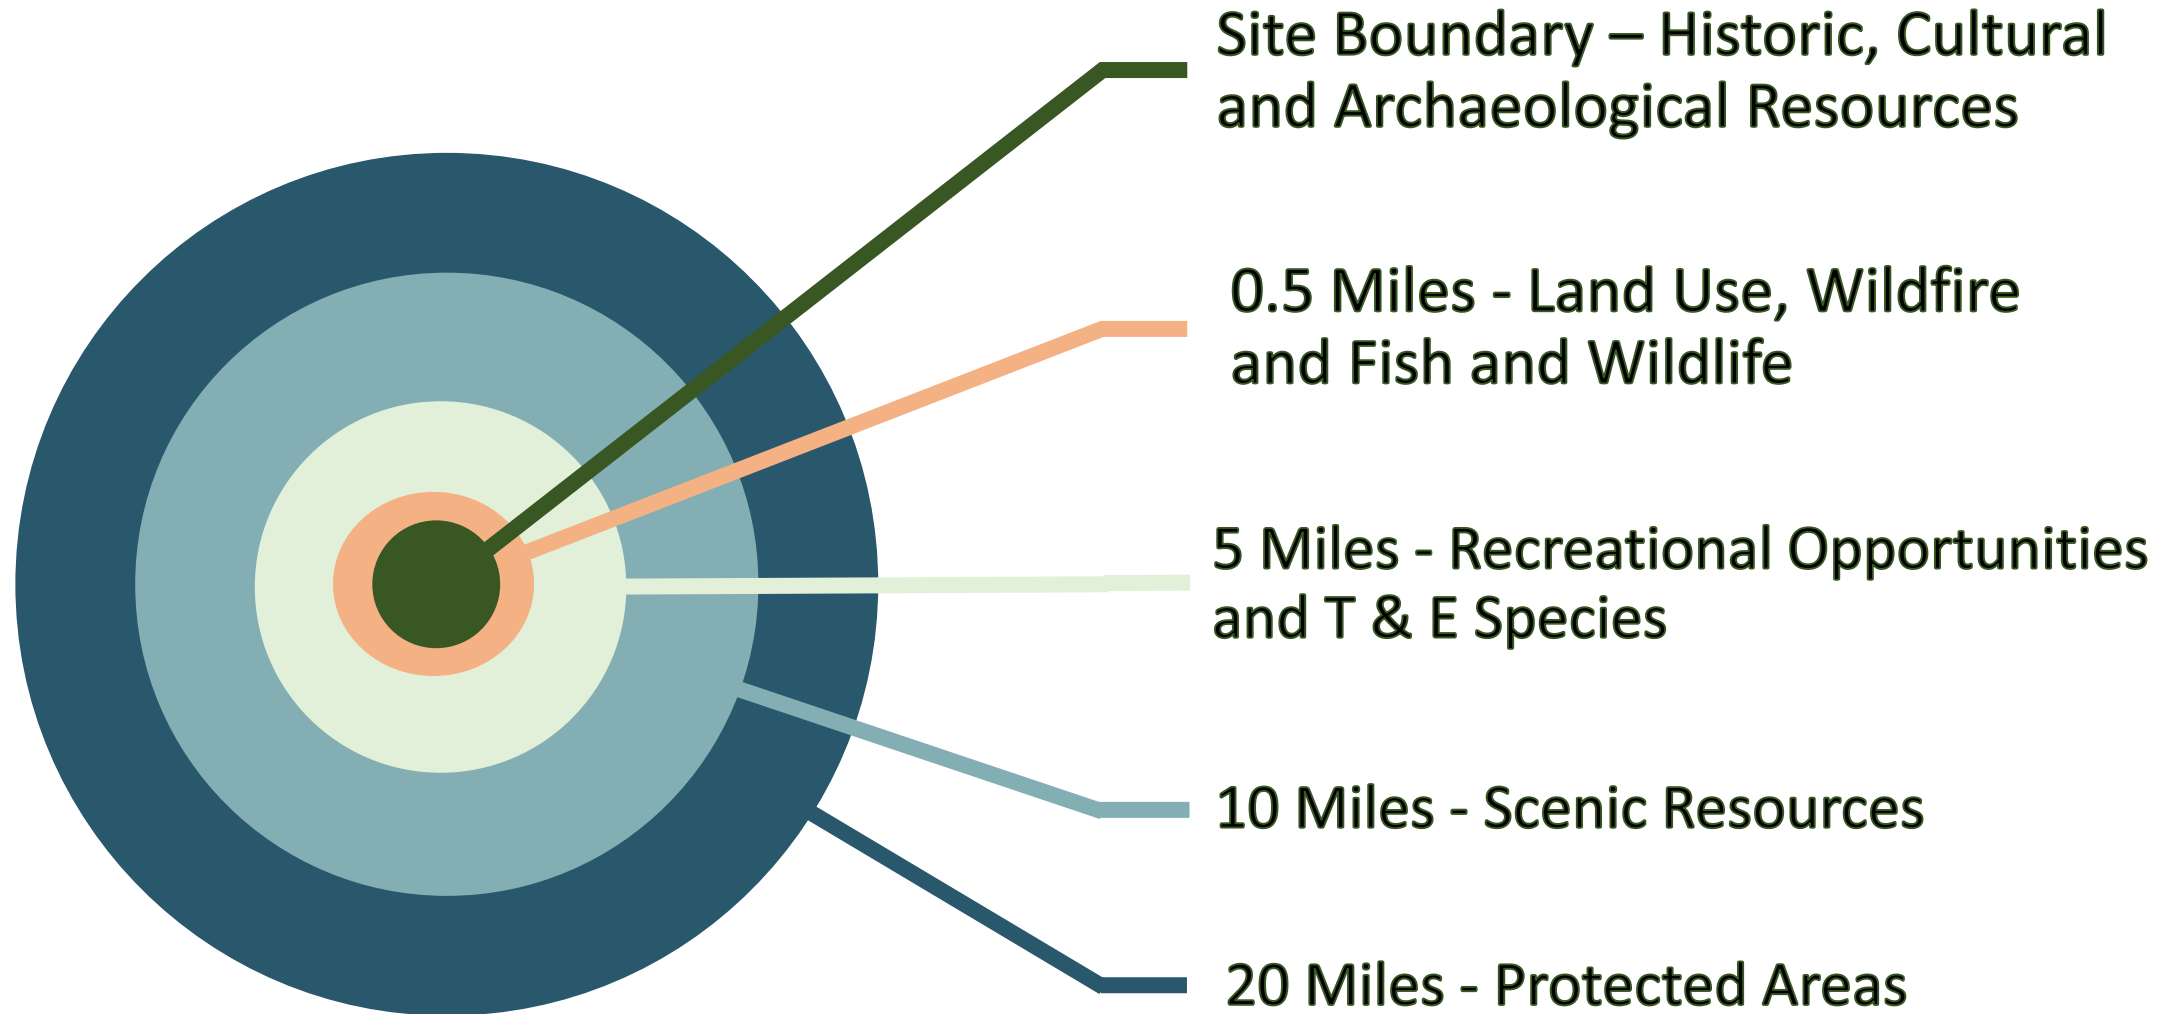 Site Boundary – Historic, Cultural
and Archaeological Resources
0.5 Miles - Land Use, Wildfire
and Fish and Wildlife
5 Miles - Recreational Opportunities
and T & E Species
10 Miles - Scenic Resources
20 Miles - Protected Areas